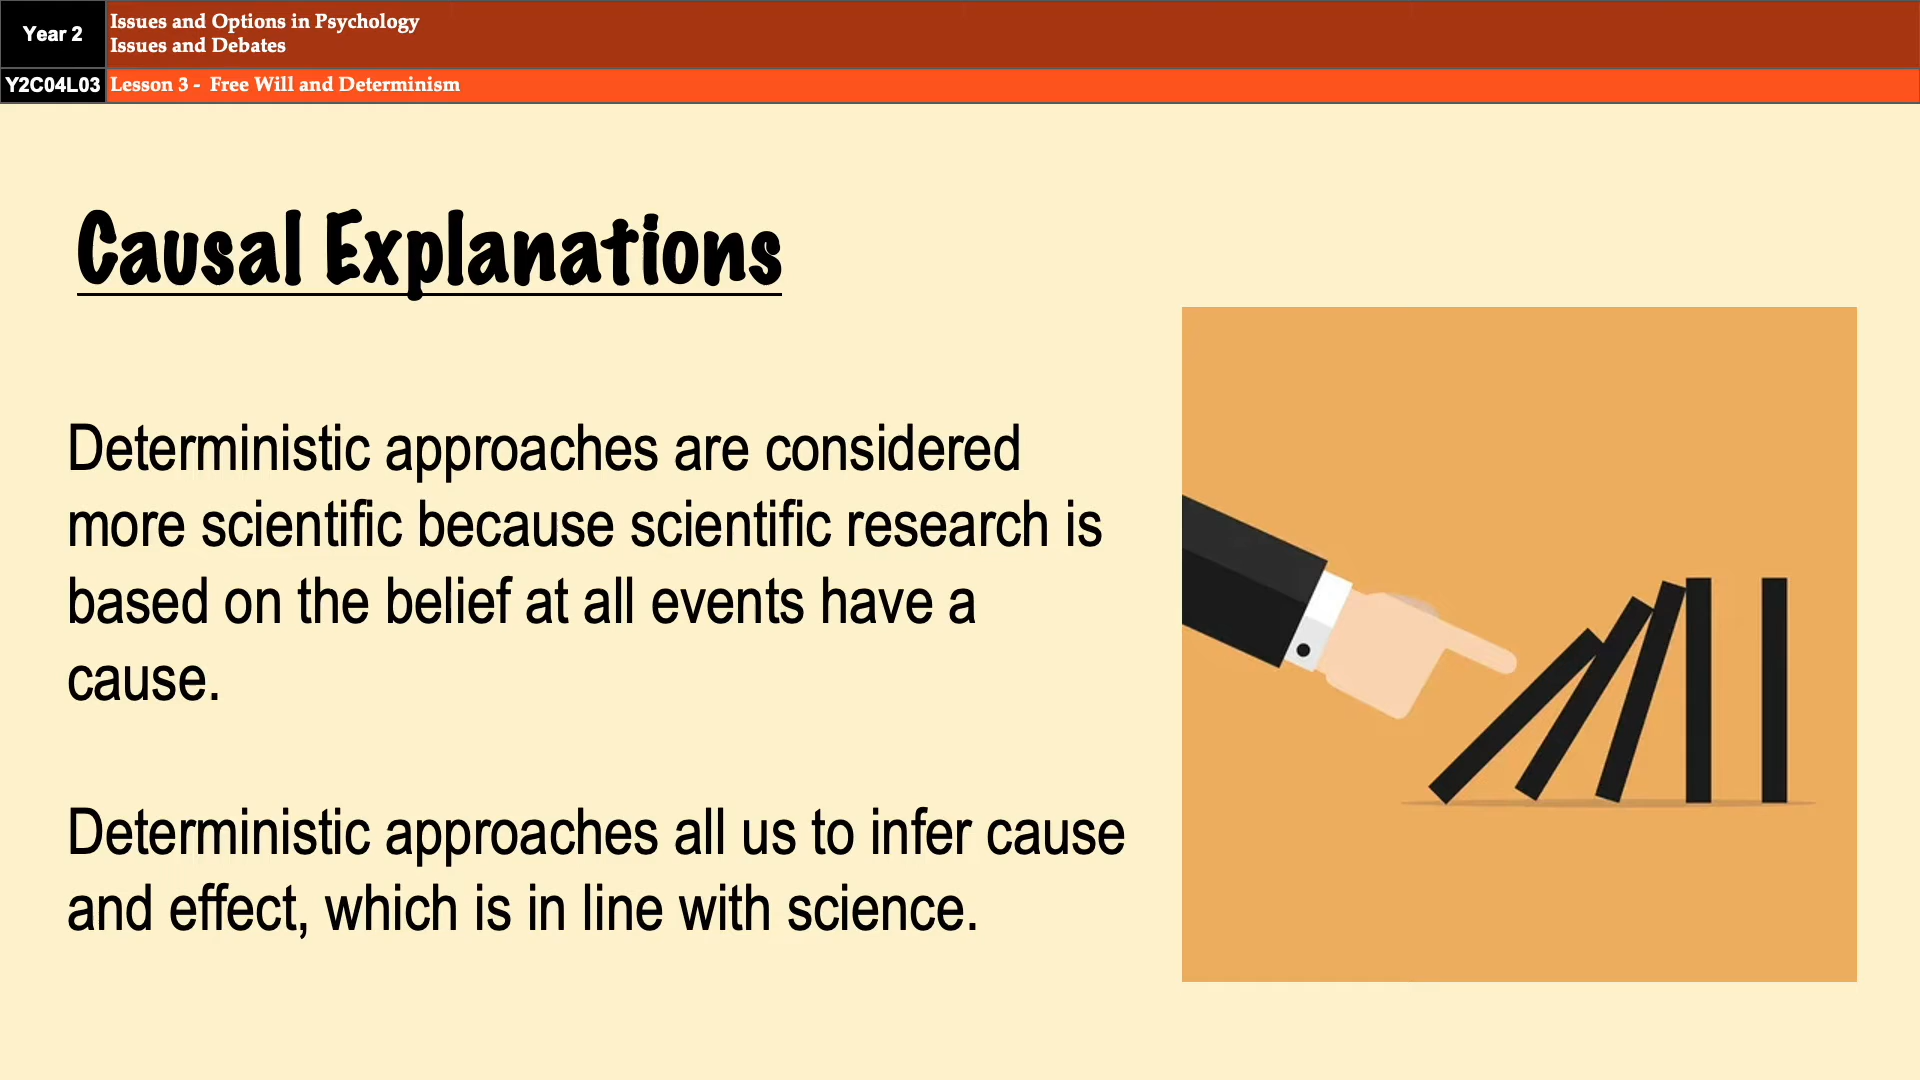 Year 2
Issues and Options in Psychology
Issues and Debates
Y2C04L03
Lesson 3 - Free Will and Determinism
Causal Explanations
Deterministic approaches are considered
more scientific because scientific research is
based on the belief at all events have a
cause.
Deterministic approaches all us to infer cause
and effect, which is in line with science.